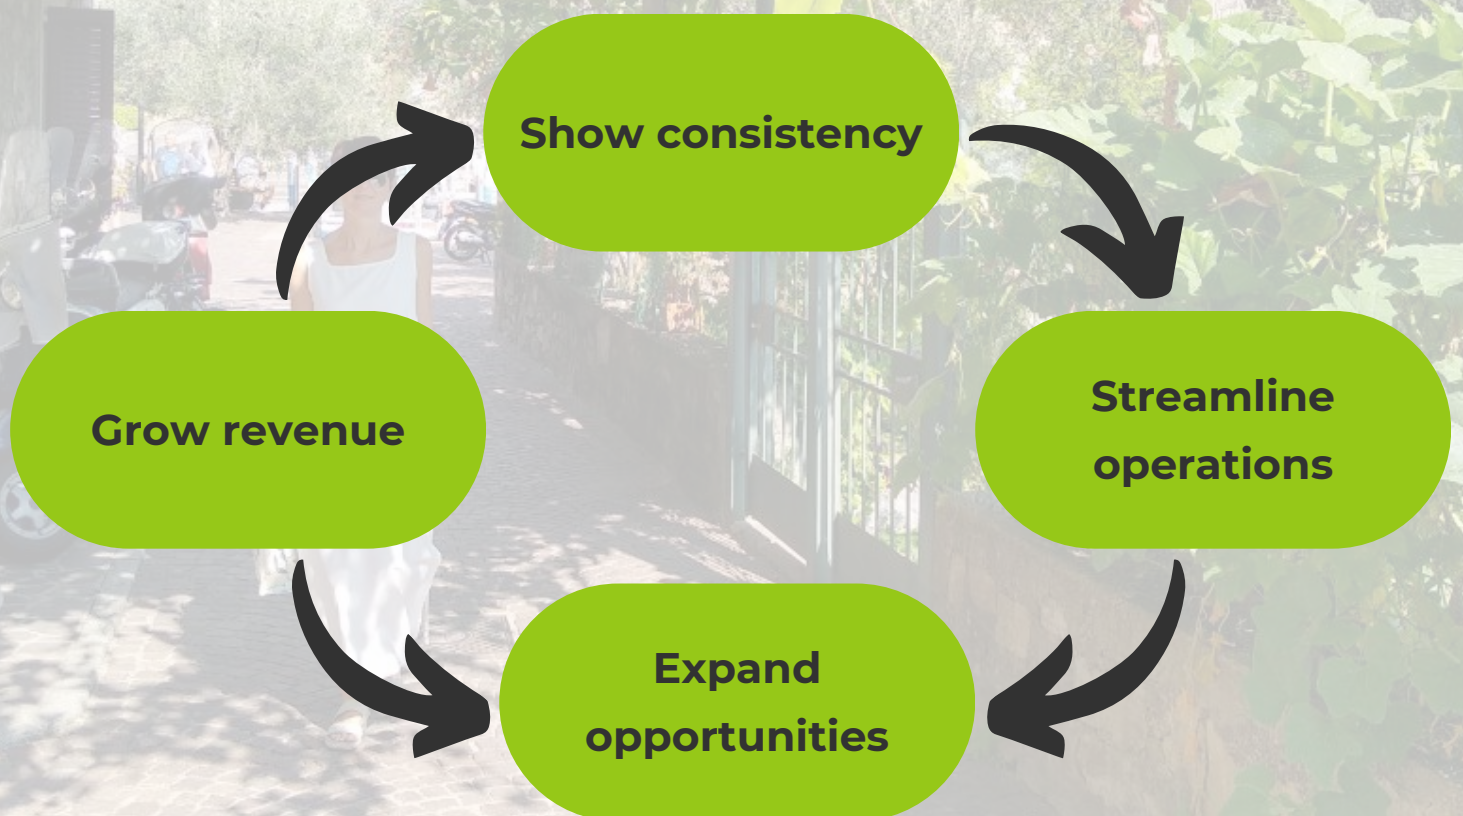 Show consistency
Grow revenue
Streamline
operations
Expand
opportunities